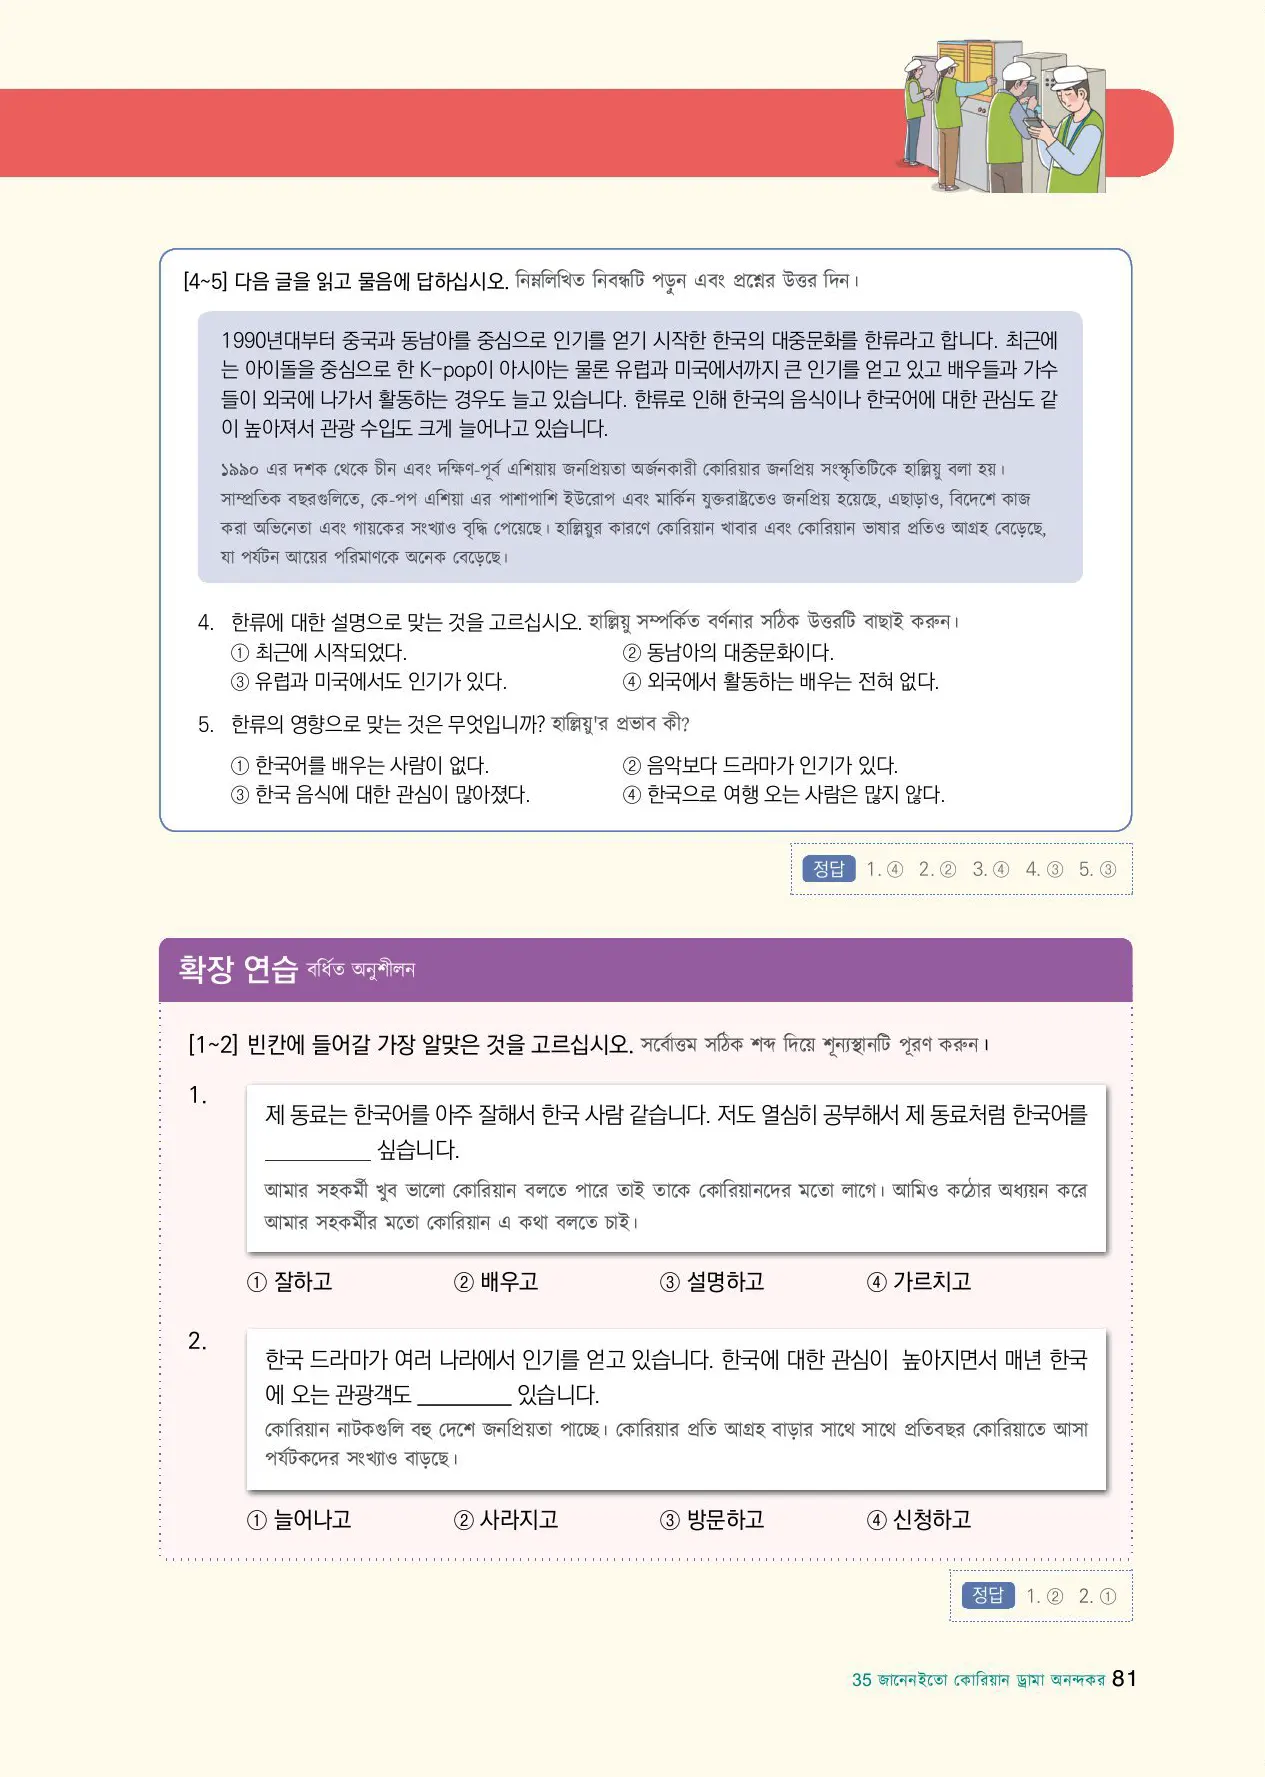 [4~5] 다음 글을 읽고 물음에 답하십시오. নিম্নলিখিত নিবন্ধটি পড়ুন এবং প্রশ্নের উত্তর দিন।
1990년대부터 중국과 동남아를 중심으로 인기를 얻기 시작한 한국의 대중문화를 한류라고 합니다. 최근에
는 아이돌을 중심으로 한 K-pop이 아시아는 물론 유럽과 미국에서까지 큰 인기를 얻고 있고 배우들과 가수
들이 외국에 나가서 활동하는 경우도 늘고 있습니다. 한류로 인해 한국의 음식이나 한국어에 대한 관심도 같
이 높아져서 관광 수입도 크게 늘어나고 있습니다.
১৯৯০ এর দশক থেকে চীন এবং দক্ষিণ-পূর্ব এশিয়ায় জনপ্রিয়তা অর্জনকারী কোরিয়ার জনপ্রিয় সংস্কৃতিটিকে হাল্লিয়ু বলা হয়।
সাম্প্রতিক বছরগুলিতে, কে-পপ এশিয়া এর পাশাপাশি ইউরোপ এবং মার্কিন যুক্তরাষ্ট্রতেও জনপ্রিয় হয়েছে, এছাড়াও, বিদেশে কাজ
করা অভিনেতা এবং গায়কের সংখ্যাও বৃদ্ধি পেয়েছে। হাল্লিয়ুর কারণে কোরিয়ান খাবার এবং কোরিয়ান ভাষার প্রতিও আগ্রহ বেড়েছে,
যা পর্যটন আয়ের পরিমাণকে অনেক বেড়েছে।
4. 한류에 대한 설명으로 맞는 것을 고르십시오. হাল্লিয়ু সম্পর্কিত বর্ণনার সঠিক উত্তরটি বাছাই করুন।
① 최근에 시작되었다. ② 동남아의 대중문화이다.
③ 유럽과 미국에서도 인기가 있다. ④ 외국에서 활동하는 배우는 전혀 없다.
5. 한류의 영향으로 맞는 것은 무엇입니까? হাল্লিয়ু'র প্রভাব কী?
① 한국어를 배우는 사람이 없다. ② 음악보다 드라마가 인기가 있다.
③ 한국 음식에 대한 관심이 많아졌다. ④ 한국으로 여행 오는 사람은 많지 않다.
정답 1. ④ 2. ② 3. ④ 4. ③ 5. ③
확장 연습 বর্ধিত অনুশীলন
[1~2] 빈칸에 들어갈 가장 알맞은 것을 고르십시오. সর্বোত্তম সঠিক শব্দ দিয়ে শূন্যস্থানটি পূরণ করুন।
1.
제 동료는 한국어를 아주 잘해서 한국 사람 같습니다. 저도 열심히 공부해서 제 동료처럼 한국어를
_________ 싶습니다.
আমার সহকর্মী খুব ভালো কোরিয়ান বলতে পারে তাই তাকে কোরিয়ানদের মতো লাগে। আমিও কঠোর অধ্যয়ন করে
আমার সহকর্মীর মতো কোরিয়ান এ কথা বলতে চাই।
① 잘하고 ② 배우고 ③ 설명하고 ④ 가르치고
2.
한국 드라마가 여러 나라에서 인기를 얻고 있습니다. 한국에 대한 관심이 높아지면서 매년 한국
에 오는 관광객도 ________ 있습니다.
কোরিয়ান নাটকগুলি বহু দেশে জনপ্রিয়তা পাচ্ছে। কোরিয়ার প্রতি আগ্রহ বাড়ার সাথে সাথে প্রতিবছর কোরিয়াতে আসা
পর্যটকদের সংখ্যাও বাড়ছে।
① 늘어나고 ② 사라지고 ③ 방문하고 ④ 신청하고
정답 1. ② 2. ①
35 জানেনইতো কোরিয়ান ড্রামা অনন্দকর 81